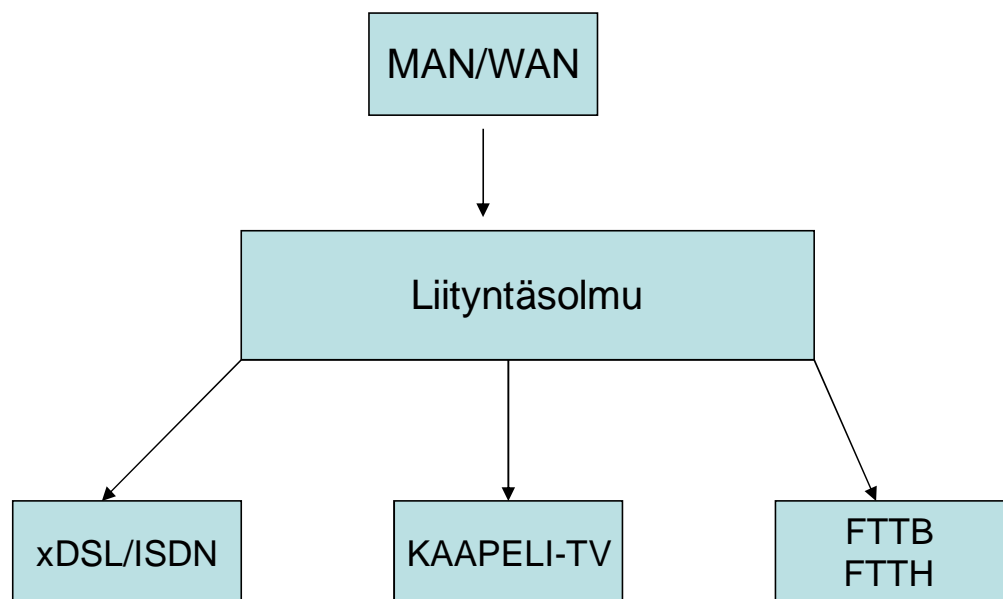 MAN/WAN
Liityntäsolmu
xDSL/ISDN
KAAPELI-TV
FTTB
FTTH